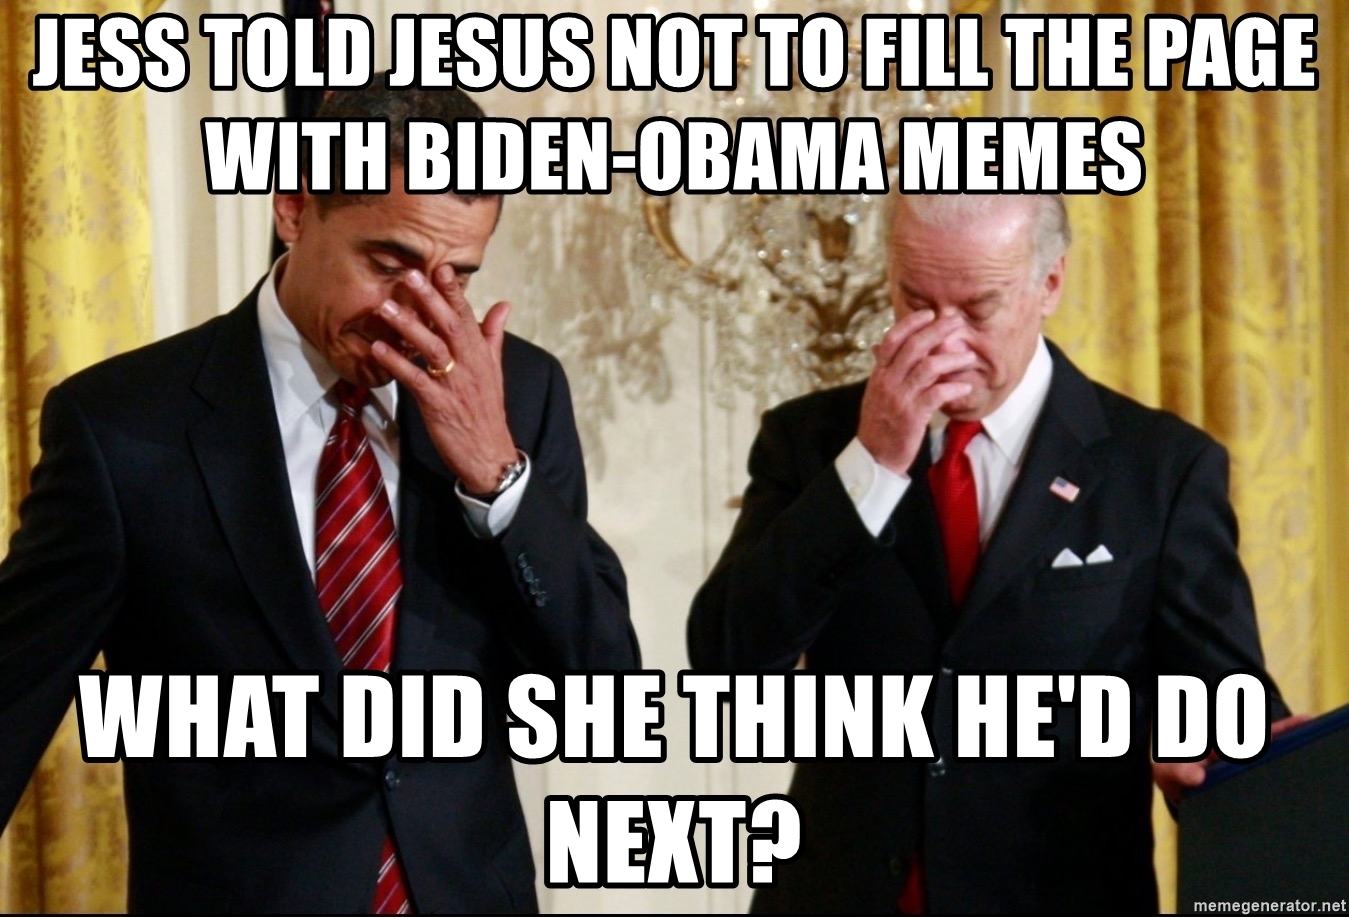 JESS TOLD JESUS NOT TO FILL THE PAGE
WITH BIDEN-OBAMA MEMES
WHAT DID SHE THINK HE'D DO
NEXT?
memegenerator.net